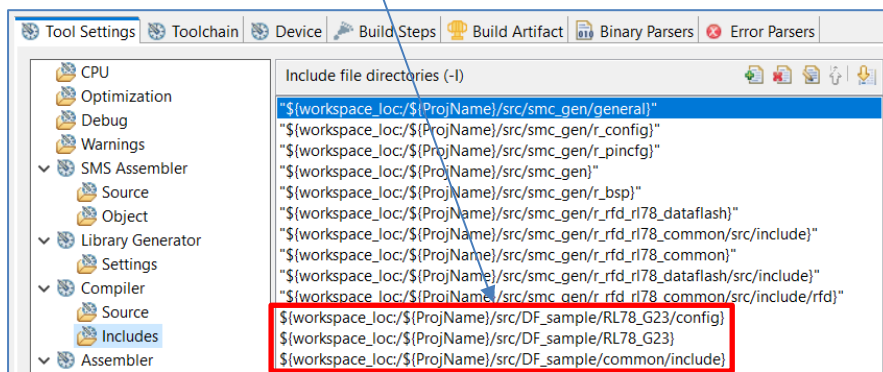 Tool Settings Toolchain Device Build Steps Build Artifact Binary Parsers Error Parsers
CPU
Optimization
Debug
Warnings
SMS Assembler
Source
Object
Library Generator
Settings
Compiler
Source
Includes
Assembler
Include file directories (-I)
"${workspace_loc:/${ProjName}/src/smc_gen/general}"
"${workspace_loc:/${ProjName}/src/smc_gen/r_config}"
"${workspace_loc:/${ProjName}/src/smc_gen/r_pincfg}"
"${workspace_loc:/${ProjName}/src/smc_gen}"
"${workspace_loc:/${ProjName}/src/smc_gen/r_bsp}"
"${workspace_loc:/${ProjName}/src/smc_gen/r_rfd_rl78_dataflash}"
"${workspace_loc:/${ProjName}/src/smc_gen/r_rfd_rl78_common/src/include}"
"${workspace_loc:/${ProjName}/src/smc_gen/r_rfd_rl78_common}"
"${workspace_loc:/${ProjName}/src/smc_gen/r_rfd_rl78_dataflash/src/include}"
"${workspace_loc:/${ProjName}/src/smc_gen/r_rfd_rl78_common/src/include/rfd}"
${workspace_loc:/${ProjName}/src/DF_sample/RL78_G23/config}
${workspace_loc:/${ProjName}/src/DF_sample/RL78_G23}
${workspace_loc:/${ProjName}/src/DF_sample/common/include}